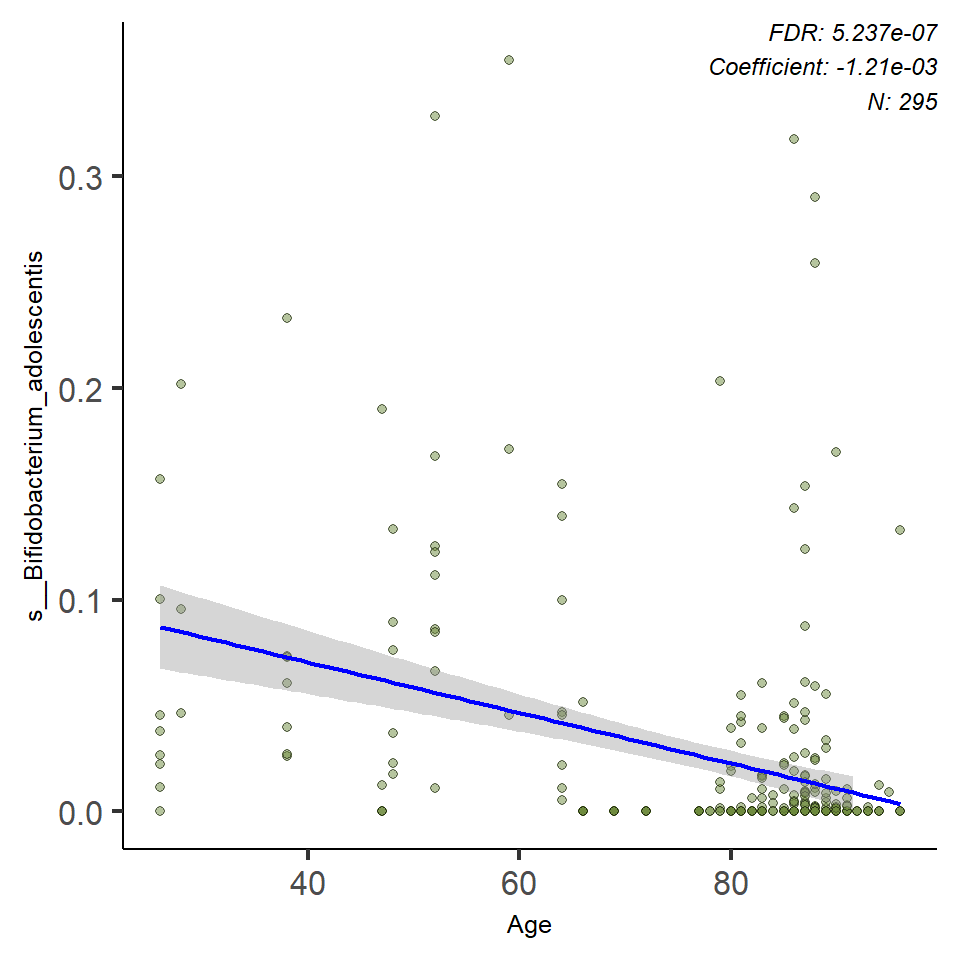 FDR: 5.237e-07
Coefficient: -1.21e-03
N: 295
s__Bifidobacterium_adolescentis
0.3
0.2
0.1
0.0
40 60 80
Age